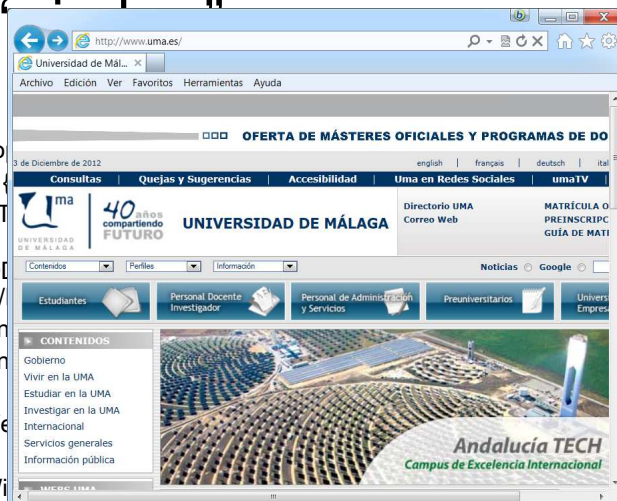 http://www.uma.es/
Universidad de Mál...
Archivo Edición Ver Favoritos Herramientas Ayuda
OFERTA DE MÁSTERES OFICIALES Y PROGRAMAS DE DO
3 de Diciembre de 2012
english | français | deutsch | ital
Consultas | Quejas y Sugerencias | Accesibilidad | Uma en Redes Sociales | umaTV |
uma
UNIVERSIDAD DE MÁLAGA
40 años
compartiendo
FUTURO
UNIVERSIDAD DE MÁLAGA
Directorio UMA
Correo Web
MATRÍCULA O
PREINSCRIPC
GUÍA DE MATR
Contenidos Perfiles Información Noticias Google
Estudiantes
Personal Docente
Investigador
Personal de Administración
y Servicios
Preuniversitarios
Universi
Empres
CONTENIDOS
Gobierno
Vivir en la UMA
Estudiar en la UMA
Investigar en la UMA
Internacional
Servicios generales
Información pública
WEBS UMA
Andalucía TECH
Campus de Excelencia Internacional